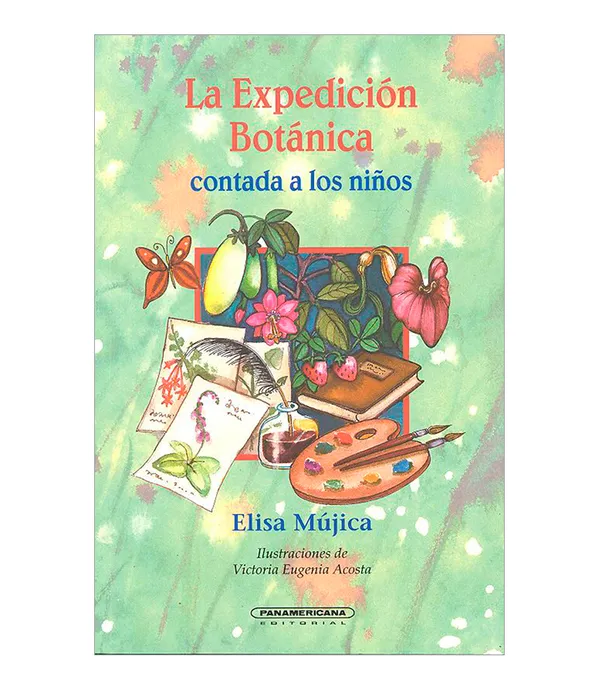 La Expedición
Botánica
contada a los niños
Elisa Mújica
Ilustraciones de
Victoria Eugenia Acosta
PANAMERICANA
EDITORIAL